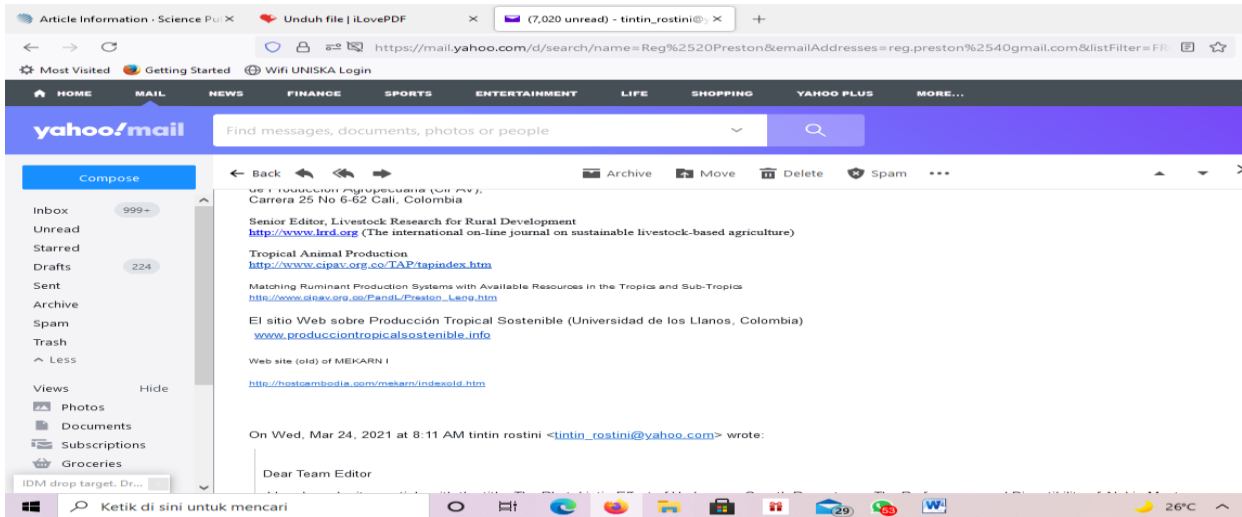 Article Information - Science Pu
Unduh file | iLovePDF
(7,020 unread) - tintin_rostini@y
https://mail.yahoo.com/d/search/name=Reg%2520Preston&emailAddresses=reg.preston%2540gmail.com&listFilter=FR
Most Visited Getting Started Wifi UNISKA Login
HOME MAIL NEWS FINANCE SPORTS ENTERTAINMENT LIFE SHOPPING YAHOO PLUS MORE...
yahoo!mail
Find messages, documents, photos or people
Compose
Back Archive Move Delete Spam
Inbox 999+
Unread
Starred
Drafts 224
Sent
Archive
Spam
Trash
Less
Views Hide
Photos
Documents
Subscriptions
Groceries
IDM drop target. Dr...
de Produccion Agropecuaria (CIPAV),
Carrera 25 No 6-62 Cali, Colombia
Senior Editor, Livestock Research for Rural Development
http://www.lrrd.org (The international on-line journal on sustainable livestock-based agriculture)
Tropical Animal Production
http://www.cipav.org.co/TAP/tapindex.htm
Matching Ruminant Production Systems with Available Resources in the Tropics and Sub-Tropics
http://www.cipav.org.co/PandL/Preston_Leng.htm
El sitio Web sobre Producción Tropical Sostenible (Universidad de los Llanos, Colombia)
www.producciontropicalsostenible.info
Web site (old) of MEKARN I
http://hostcambodia.com/mekarn/indexold.htm
On Wed, Mar 24, 2021 at 8:11 AM tintin rostini <tintin_rostini@yahoo.com> wrote:
Dear Team Editor
Ketik di sini untuk mencari
29
53
26°C